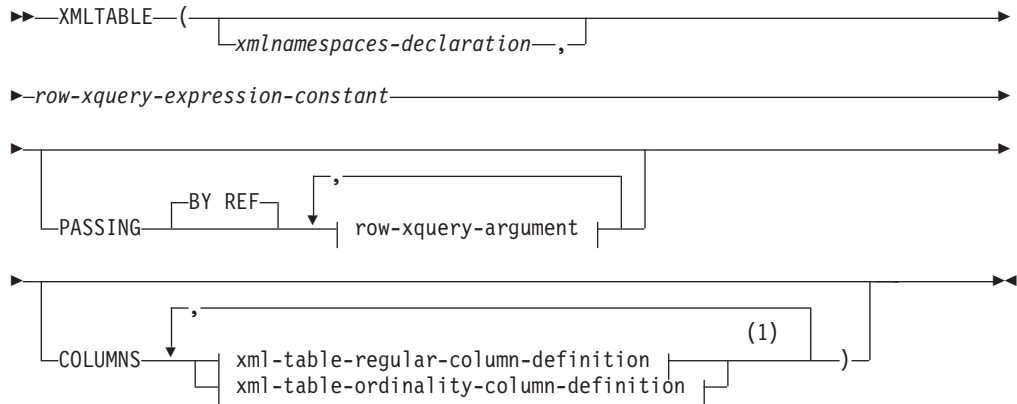 XMLTABLE (
xmlnamespaces-declaration ,
row-xquery-expression-constant
,
BY REF
PASSING row-xquery-argument
,
(1)
COLUMNS xml-table-regular-column-definition )
xml-table-ordinality-column-definition